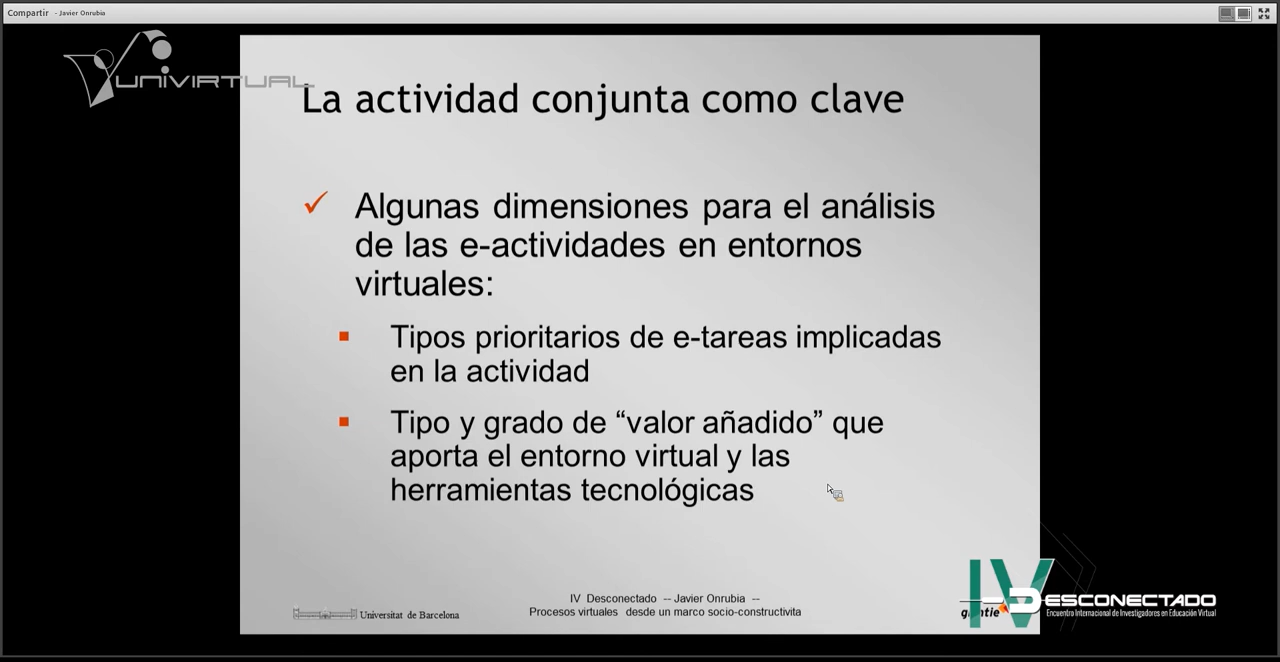 Compartir - Javier Onrubia
UNIVIRTUAL
La actividad conjunta como clave
Algunas dimensiones para el análisis
de las e-actividades en entornos
virtuales:
Tipos prioritarios de e-tareas implicadas
en la actividad
Tipo y grado de “valor añadido” que
aporta el entorno virtual y las
herramientas tecnológicas
Universitat de Barcelona
IV Desconectado -- Javier Onrubia --
Procesos virtuales desde un marco socio-constructivita
IV
DESCONECTADO
Encuentro Internacional de Investigadores en Educación Virtual